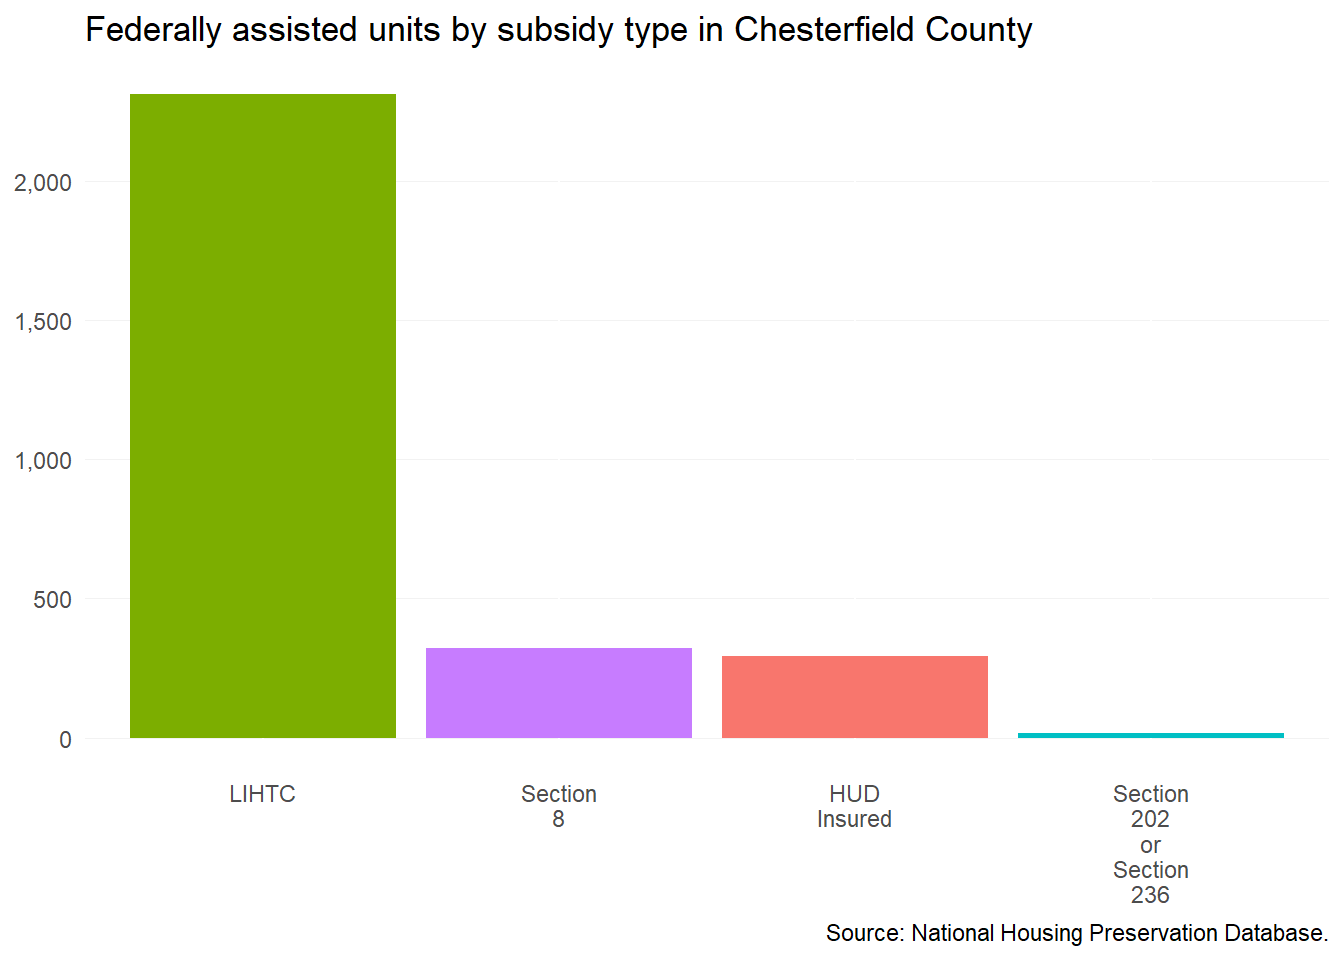 Federally assisted units by subsidy type in Chesterfield County
2,000
1,500
1,000
500
0
LIHTC
Section
8
HUD
Insured
Section
202
or
Section
236
Source: National Housing Preservation Database.